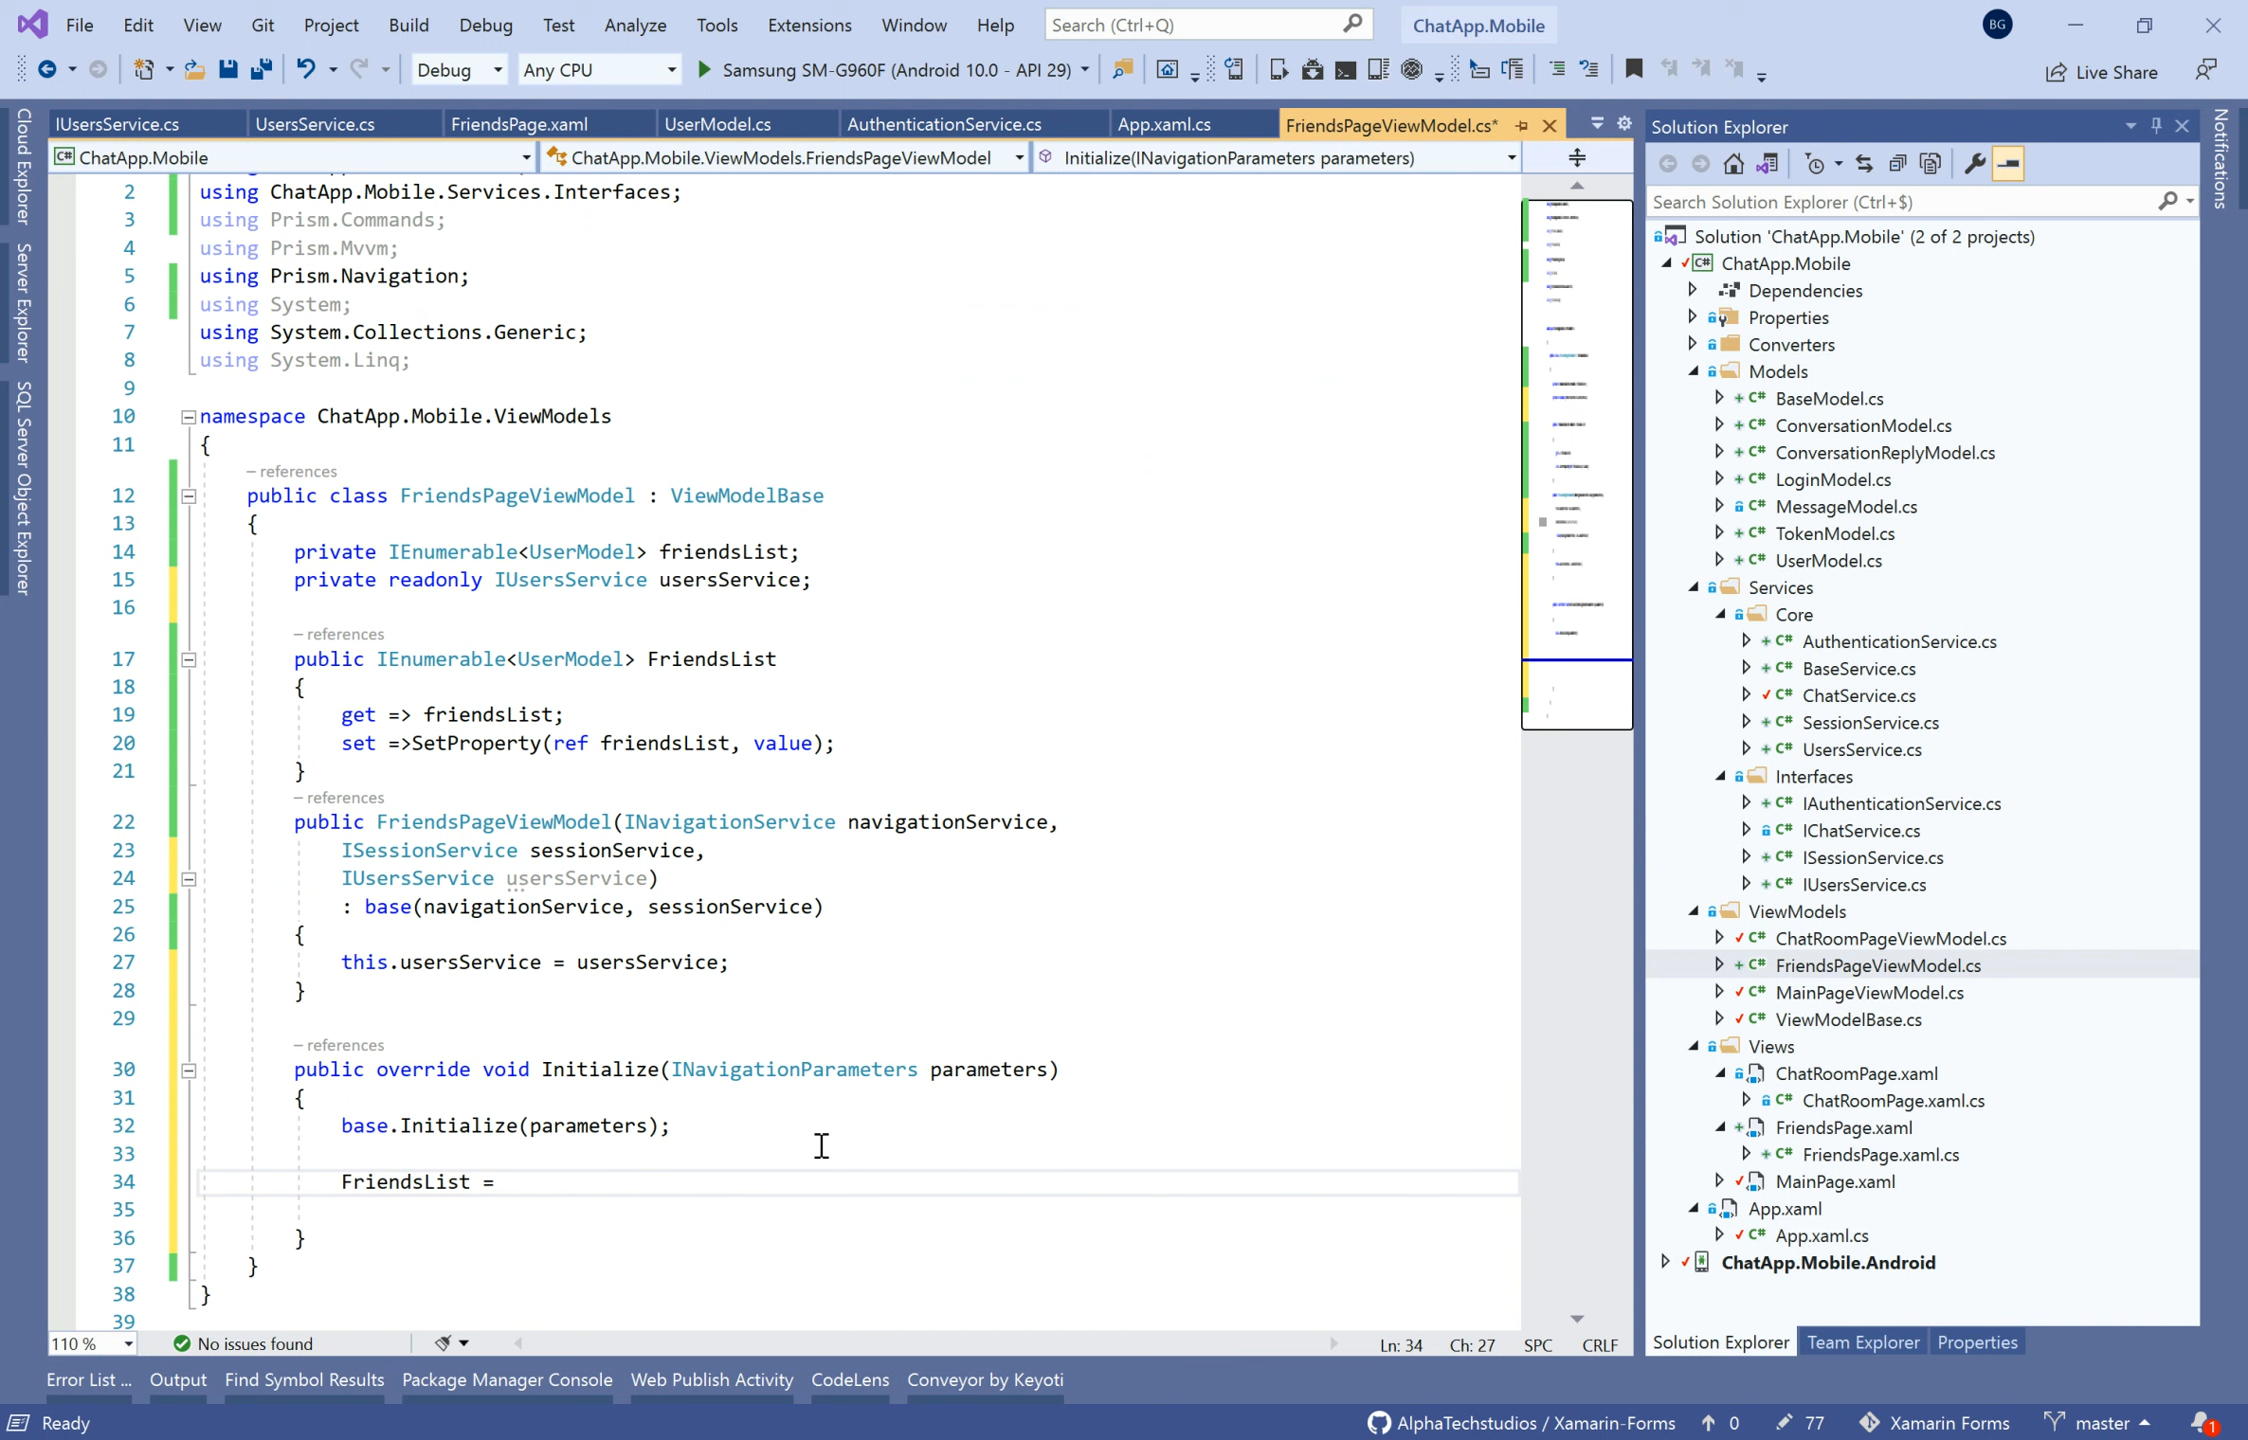 File Edit View Git Project Build Debug Test Analyze Tools Extensions Window Help Search (Ctrl+Q) ChatApp.Mobile BG
Debug Any CPU Samsung SM-G960F (Android 10.0 - API 29) Live Share
Cloud Explorer
Server Explorer
SQL Server Object Explorer
IUsersService.cs UsersService.cs FriendsPage.xaml UserModel.cs AuthenticationService.cs App.xaml.cs FriendsPageViewModel.cs*
C# ChatApp.Mobile ChatApp.Mobile.ViewModels.FriendsPageViewModel Initialize(INavigationParameters parameters)
2 using ChatApp.Mobile.Services.Interfaces;
3 using Prism.Commands;
4 using Prism.Mvvm;
5 using Prism.Navigation;
6 using System;
7 using System.Collections.Generic;
8 using System.Linq;
9
10 namespace ChatApp.Mobile.ViewModels
11 {
– references
12 public class FriendsPageViewModel : ViewModelBase
13 {
14 private IEnumerable<UserModel> friendsList;
15 private readonly IUsersService usersService;
16
– references
17 public IEnumerable<UserModel> FriendsList
18 {
19 get => friendsList;
20 set =>SetProperty(ref friendsList, value);
21 }
– references
22 public FriendsPageViewModel(INavigationService navigationService,
23 ISessionService sessionService,
24 IUsersService usersService)
25 : base(navigationService, sessionService)
26 {
27 this.usersService = usersService;
28 }
29
– references
30 public override void Initialize(INavigationParameters parameters)
31 {
32 base.Initialize(parameters);
33
34 FriendsList =
35
36 }
37 }
38 }
39
110 % No issues found Ln: 34 Ch: 27 SPC CRLF
Solution Explorer
Search Solution Explorer (Ctrl+$)
Solution 'ChatApp.Mobile' (2 of 2 projects)
C# ChatApp.Mobile
Dependencies
Properties
Converters
Models
C# BaseModel.cs
C# ConversationModel.cs
C# ConversationReplyModel.cs
C# LoginModel.cs
C# MessageModel.cs
C# TokenModel.cs
C# UserModel.cs
Services
Core
C# AuthenticationService.cs
C# BaseService.cs
C# ChatService.cs
C# SessionService.cs
C# UsersService.cs
Interfaces
C# IAuthenticationService.cs
C# IChatService.cs
C# ISessionService.cs
C# IUsersService.cs
ViewModels
C# ChatRoomPageViewModel.cs
C# FriendsPageViewModel.cs
C# MainPageViewModel.cs
C# ViewModelBase.cs
Views
ChatRoomPage.xaml
C# ChatRoomPage.xaml.cs
FriendsPage.xaml
C# FriendsPage.xaml.cs
MainPage.xaml
App.xaml
C# App.xaml.cs
ChatApp.Mobile.Android
Solution Explorer Team Explorer Properties
Notifications
Error List ... Output Find Symbol Results Package Manager Console Web Publish Activity CodeLens Conveyor by Keyoti
Ready AlphaTechstudios / Xamarin-Forms 0 77 Xamarin Forms master 1